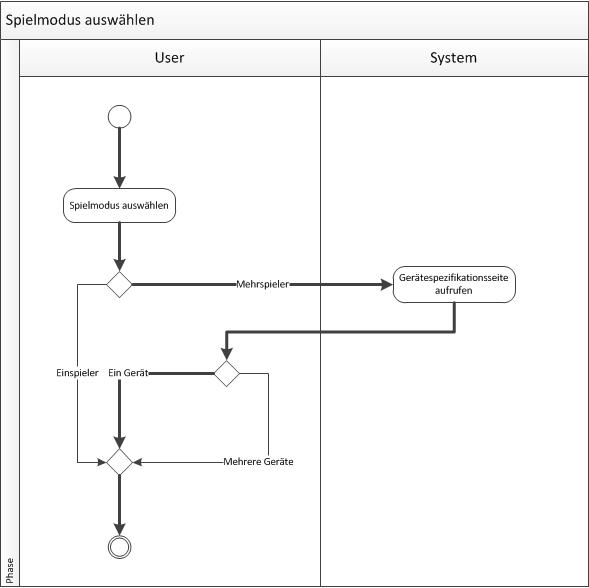 Spielmodus auswählen
User
System
Spielmodus auswählen
Mehrspieler
Gerätespezifikationsseite
aufrufen
Einspieler
Ein Gerät
Mehrere Geräte
Phase